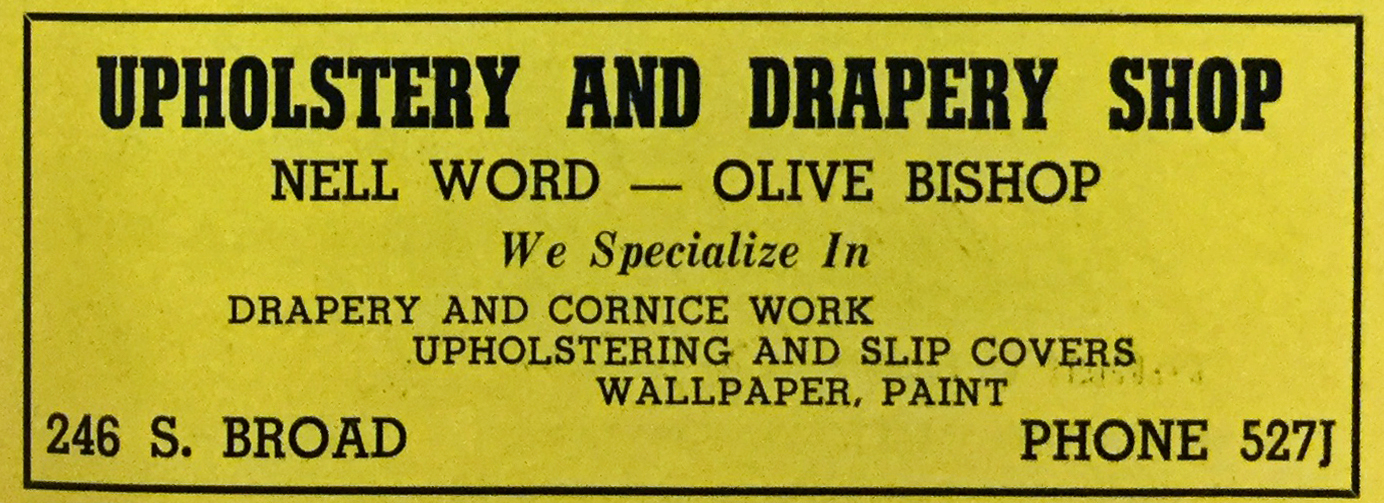 UPHOLSTERY AND DRAPERY SHOP
NELL WORD — OLIVE BISHOP
We Specialize In
DRAPERY AND CORNICE WORK
UPHOLSTERING AND SLIP COVERS
WALLPAPER, PAINT
246 S. BROAD PHONE 527J